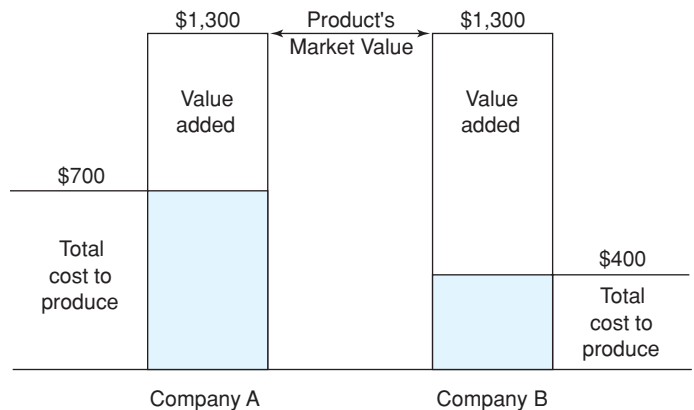 $1,300
Product's
Market Value
$1,300
Value
added
Value
added
$700
Total
cost to
produce
$400
Total
cost to
produce
Company A
Company B